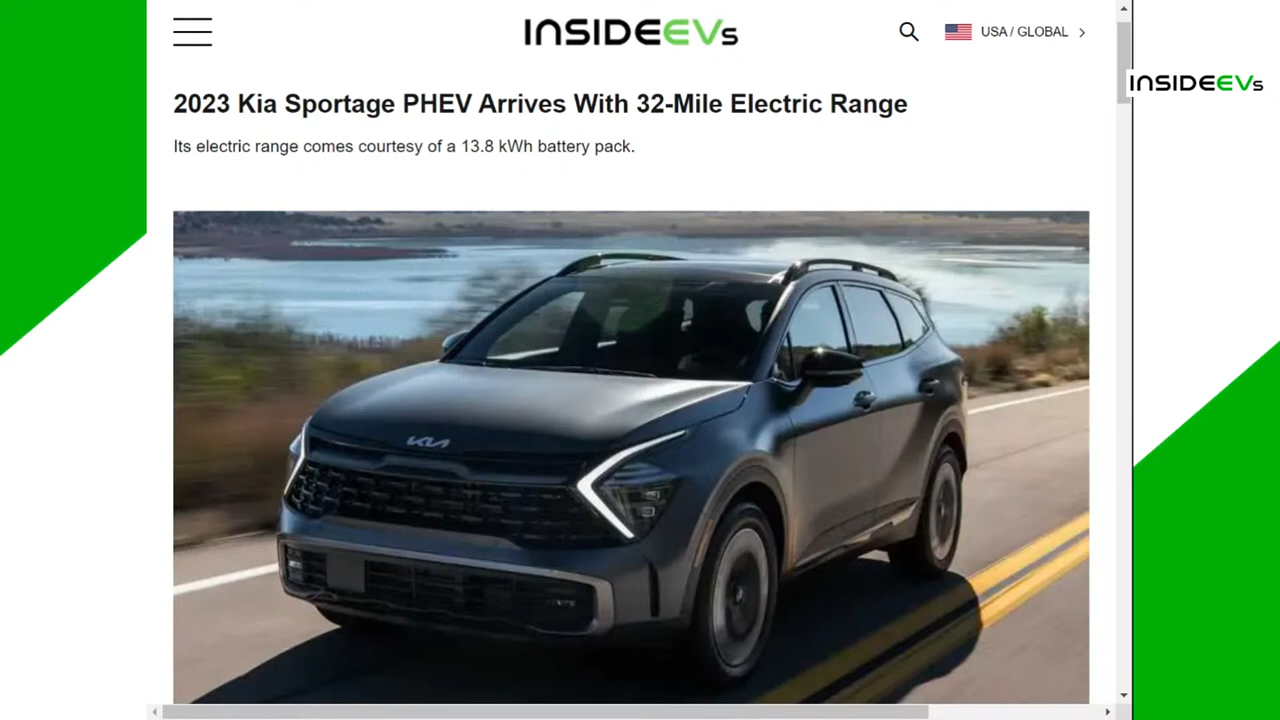 INSIDEEVs
USA / GLOBAL
INSIDEEVs
2023 Kia Sportage PHEV Arrives With 32-Mile Electric Range
Its electric range comes courtesy of a 13.8 kWh battery pack.
KIA